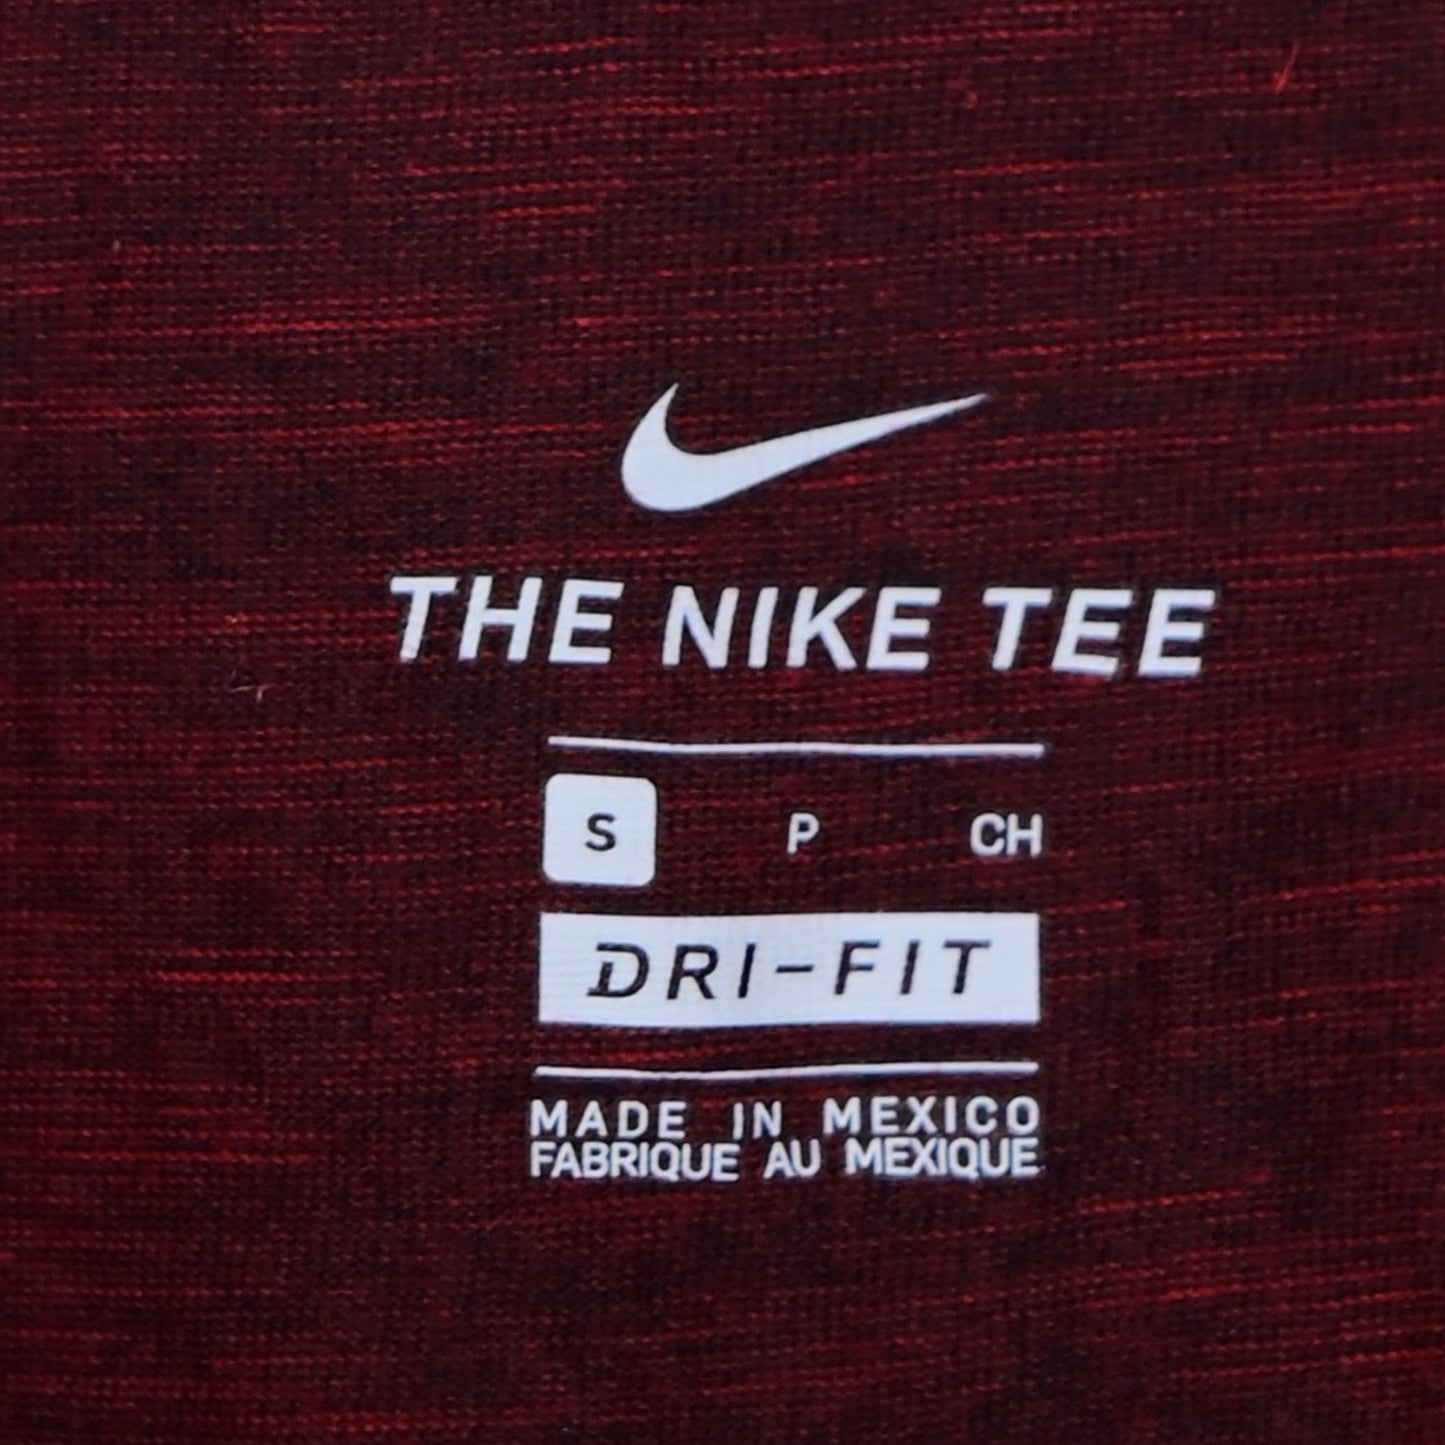 THE NIKE TEE
S P CH
DRI-FIT
MADE IN MEXICO
FABRIQUE AU MEXIQUE